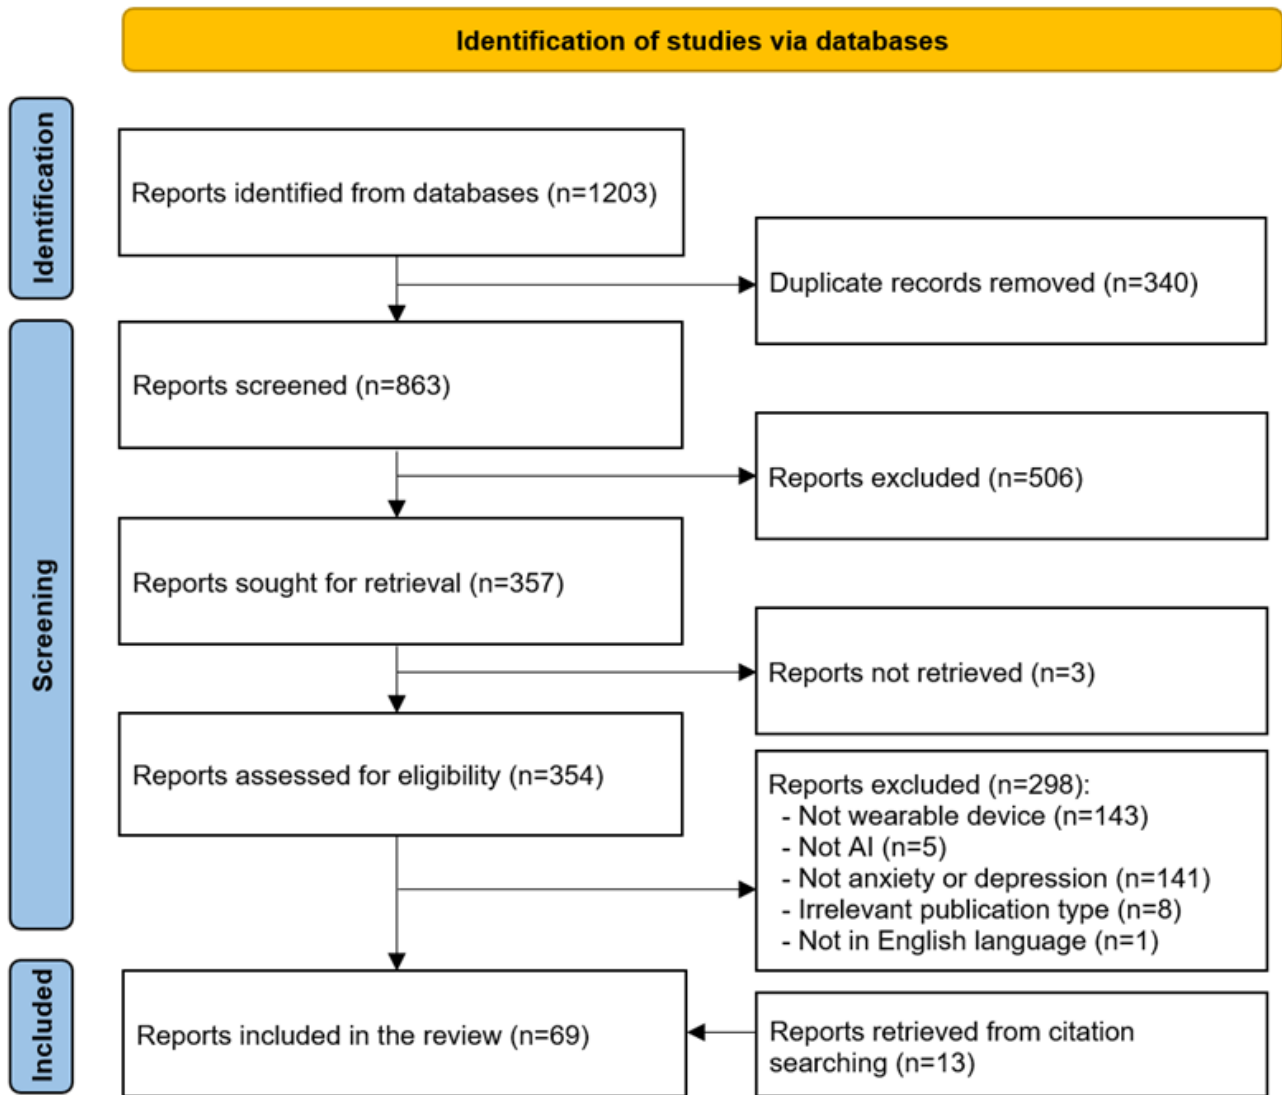 Identification of studies via databases
Identification
Reports identified from databases (n=1203)
Duplicate records removed (n=340)
Screening
Reports screened (n=863)
Reports excluded (n=506)
Reports sought for retrieval (n=357)
Reports not retrieved (n=3)
Reports assessed for eligibility (n=354)
Reports excluded (n=298):
- Not wearable device (n=143)
- Not AI (n=5)
- Not anxiety or depression (n=141)
- Irrelevant publication type (n=8)
- Not in English language (n=1)
Included
Reports included in the review (n=69)
Reports retrieved from citation
searching (n=13)